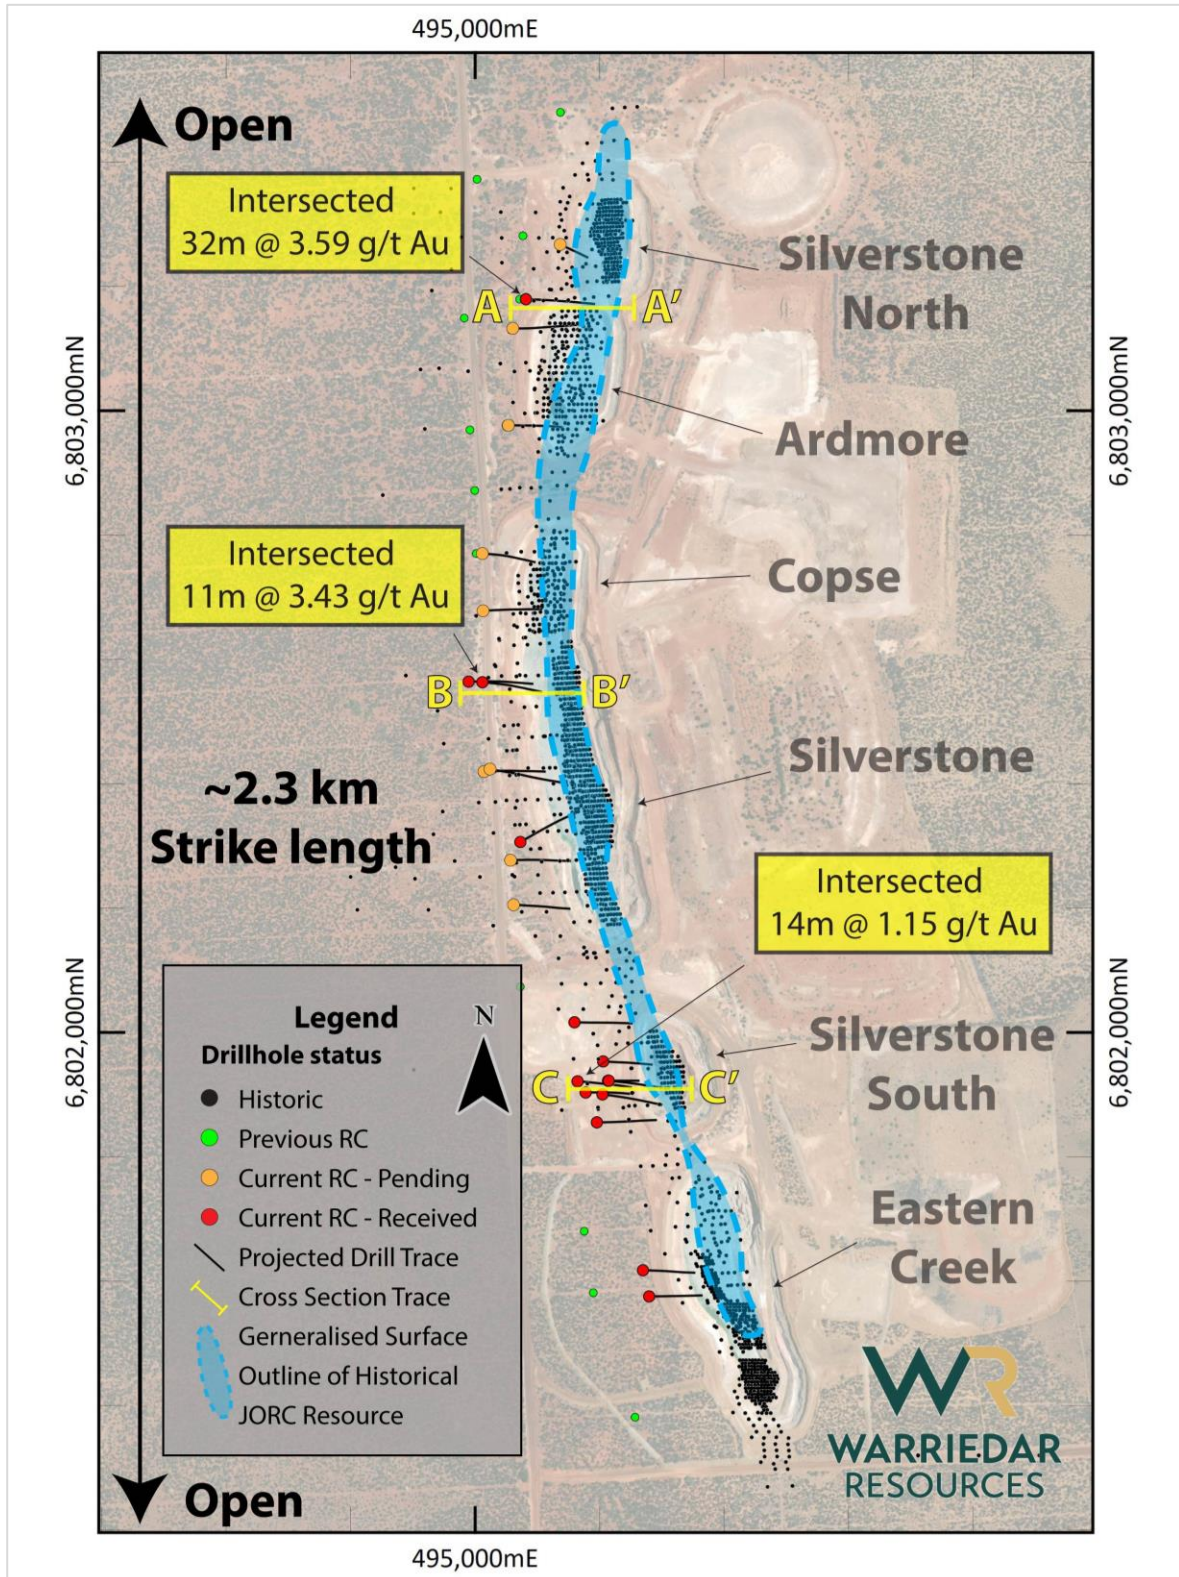 495,000mE
Open
Intersected
32m @ 3.59 g/t Au
Silverstone
North
A
A'
6,803,000mN
6,803,000mN
Ardmore
Intersected
11m @ 3.43 g/t Au
Copse
B
B'
Silverstone
~2.3 km
Strike length
Intersected
14m @ 1.15 g/t Au
6,802,000mN
6,802,000mN
Silverstone
South
C
C'
Legend
N
Drillhole status
Historic
Previous RC
Current RC - Pending
Current RC - Received
Projected Drill Trace
Cross Section Trace
Gerneralised Surface
Outline of Historical
JORC Resource
Eastern
Creek
WR
WARRIEDAR
RESOURCES
Open
495,000mE